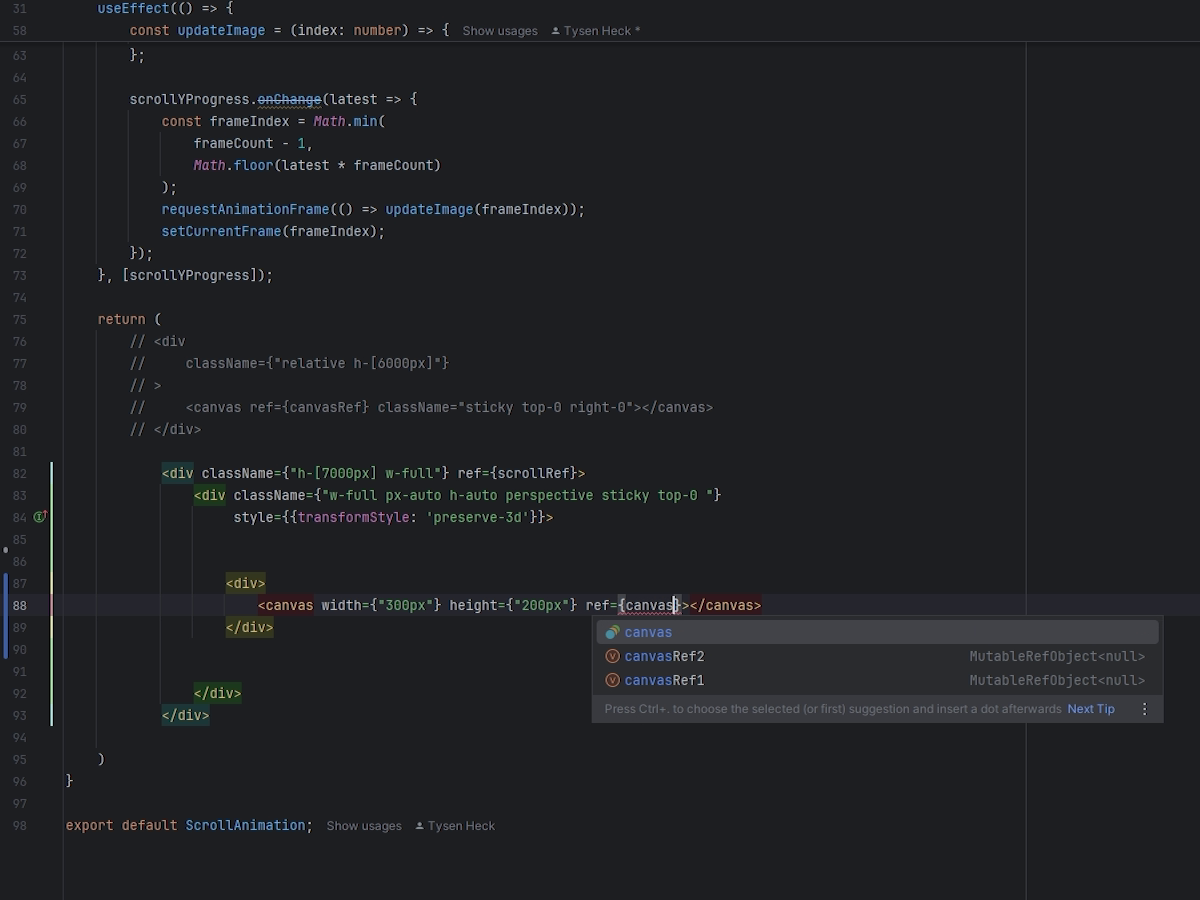 31 useEffect(() => {
58 const updateImage = (index: number) => { Show usages Tysen Heck *
63 };
64
65 scrollYProgress.onChange(latest => {
66 const frameIndex = Math.min(
67 frameCount - 1,
68 Math.floor(latest * frameCount)
69 );
70 requestAnimationFrame(() => updateImage(frameIndex));
71 setCurrentFrame(frameIndex);
72 });
73 }, [scrollYProgress]);
74
75 return (
76 // <div
77 // className={"relative h-[6000px]"}
78 // >
79 // <canvas ref={canvasRef} className="sticky top-0 right-0"></canvas>
80 // </div>
81
82 <div className={"h-[7000px] w-full"} ref={scrollRef}>
83 <div className={"w-full px-auto h-auto perspective sticky top-0 "}
84 style={{transformStyle: 'preserve-3d'}}>
85
86
87 <div>
88 <canvas width={"300px"} height={"200px"} ref={canvas}></canvas>
89 </div>
canvas
90
canvasRef2 MutableRefObject<null>
91
canvasRef1 MutableRefObject<null>
92 </div>
Press Ctrl+. to choose the selected (or first) suggestion and insert a dot afterwards Next Tip
93 </div>
94
95 )
96 }
97
98 export default ScrollAnimation; Show usages Tysen Heck